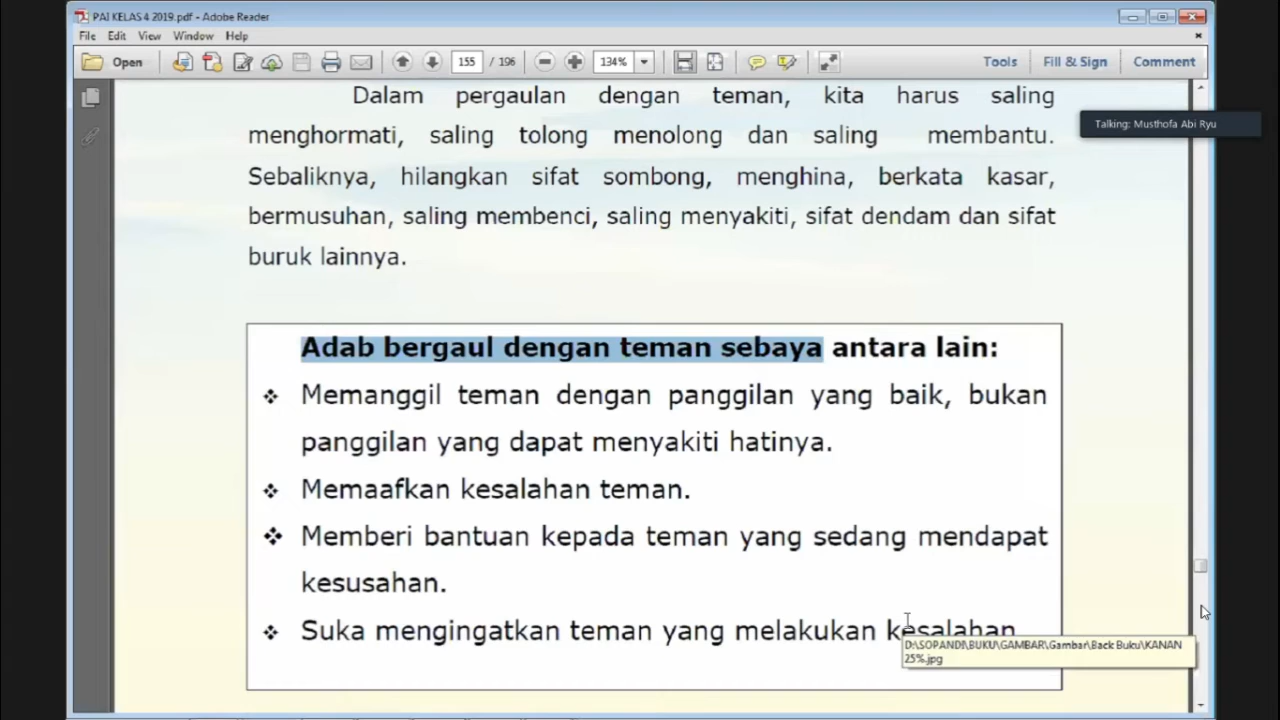 PAI KELAS 4 2019.pdf - Adobe Reader
File Edit View Window Help
Open 155 / 196 134% Tools Fill & Sign Comment
Talking: Musthofa Abi Ryu
Dalam pergaulan dengan teman, kita harus saling
menghormati, saling tolong menolong dan saling membantu.
Sebaliknya, hilangkan sifat sombong, menghina, berkata kasar,
bermusuhan, saling membenci, saling menyakiti, sifat dendam dan sifat
buruk lainnya.
Adab bergaul dengan teman sebaya antara lain:
❖ Memanggil teman dengan panggilan yang baik, bukan
panggilan yang dapat menyakiti hatinya.
❖ Memaafkan kesalahan teman.
❖ Memberi bantuan kepada teman yang sedang mendapat
kesusahan.
❖ Suka mengingatkan teman yang melakukan kesalahan.
D:\SOPANDI\BUKU\GAMBAR\Gambar\Back Buku\KANAN
25%.jpg